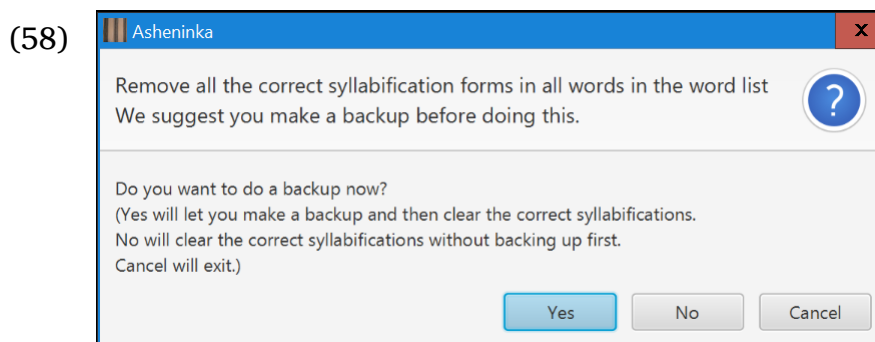 (58)
Asheninka
x
Remove all the correct syllabification forms in all words in the word list
We suggest you make a backup before doing this.
?
Do you want to do a backup now?
(Yes will let you make a backup and then clear the correct syllabifications.
No will clear the correct syllabifications without backing up first.
Cancel will exit.)
Yes No Cancel